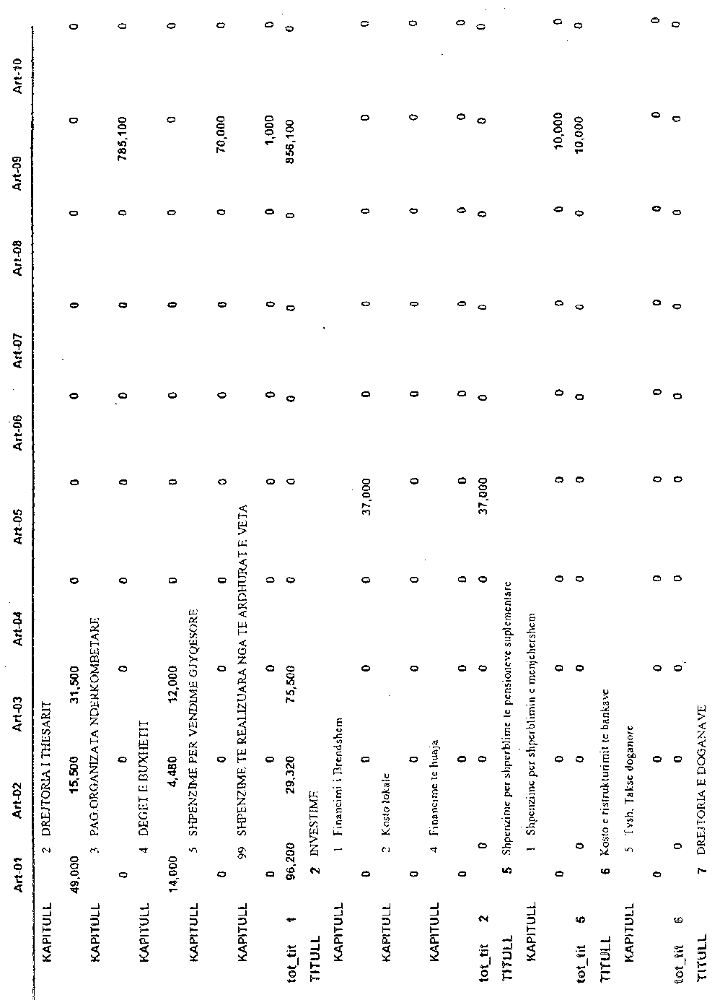 Art-01 Art-02 Art-03 Art-04 Art-05 Art-06 Art-07 Art-08 Art-09 Art-10
KAPITULL 2 DREJTORIA I THESARIT
49,000 15,500 31,500 0 0 0 0 0 0 0
KAPITULL 3 PAG.ORGANIZATA NDERKOMBETARE
0 0 0 0 0 0 0 0 785,100 0
KAPITULL 4 DEGET E BUXHETIT
14,000 4,480 12,000 0 0 0 0 0 0 0
KAPITULL 5 SHPENZIME PER VENDIME GJYQESORE
0 0 0 0 0 0 0 0 70,000 0
KAPITULL 99 SHPENZIME TE REALIZUARA NGA TE ARDHURAT E VETA
0 0 0 0 0 0 0 0 1,000 0
tot_tit 1 96,200 29,320 75,500 0 0 0 0 0 856,100 0
TITULL 2 INVESTIME
KAPITULL 1 Financimi i Brendshem
0 0 0 0 37,000 0 0 0 0 0
KAPITULL 2 Kosto lokale
0 0 0 0 0 0 0 0 0 0
KAPITULL 4 Financime te huaja
0 0 0 0 0 0 0 0 0 0
tot_tit 2 0 0 0 0 37,000 0 0 0 0 0
TITULL 5 Shpenzime per shperblime te pensioneve suplementare
KAPITULL 1 Shpenzime per shperblimin e menjehershem
0 0 0 0 0 0 0 0 10,000 0
tot_tit 5 0 0 0 0 0 0 0 0 10,000 0
TITULL 6 Kosto e ristrukturimit te bankave
KAPITULL 5 Tvsh, Takse doganore
0 0 0 0 0 0 0 0 0 0
tot_tit 6 0 0 0 0 0 0 0 0 0 0
TITULL 7 DREJTORIA E DOGANAVE